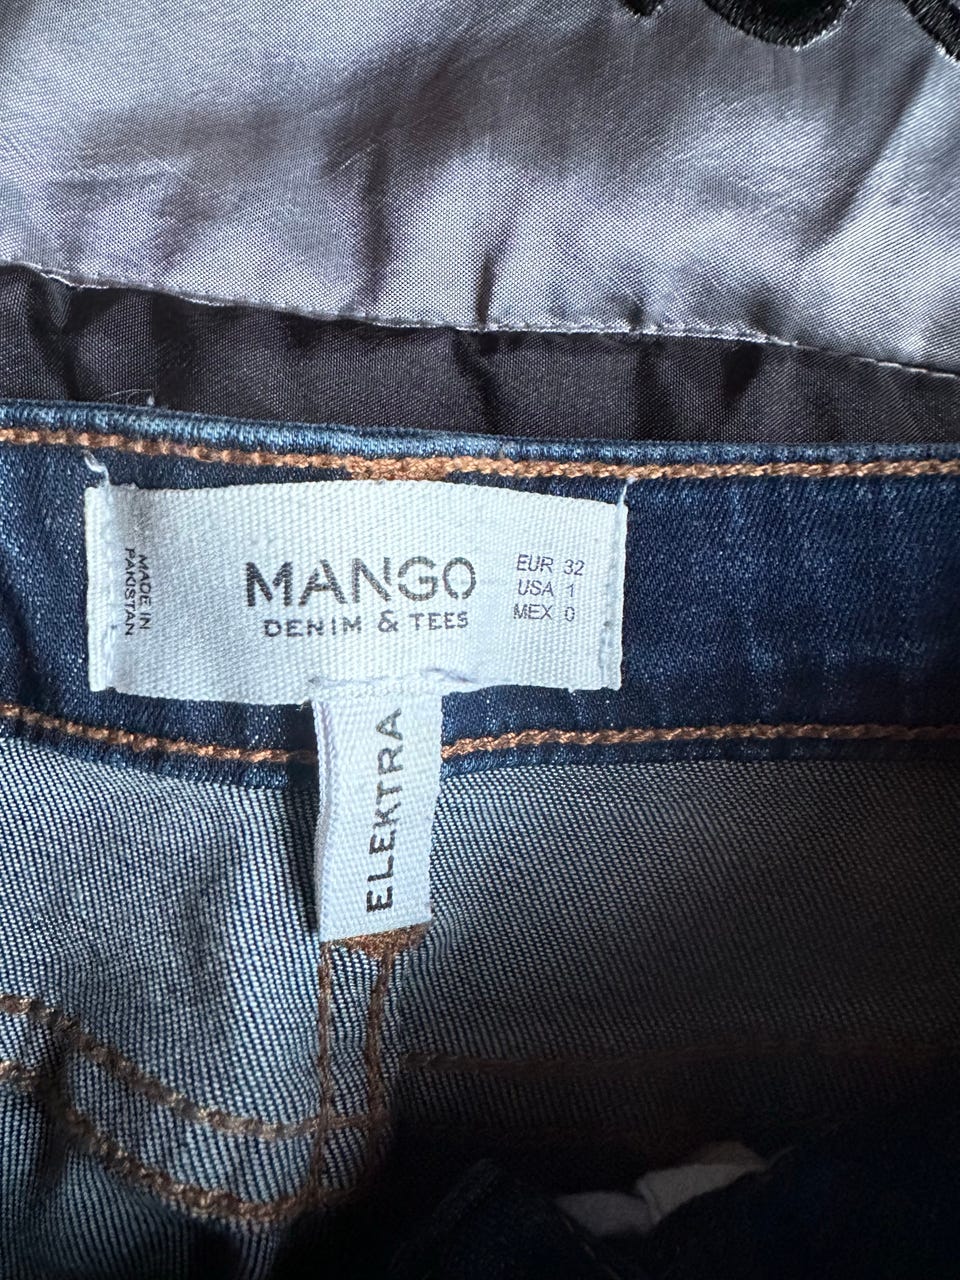 MADE IN
PAKISTAN
MANGO
DENIM & TEES
EUR 32
USA 1
MEX 0
ELEKTRA